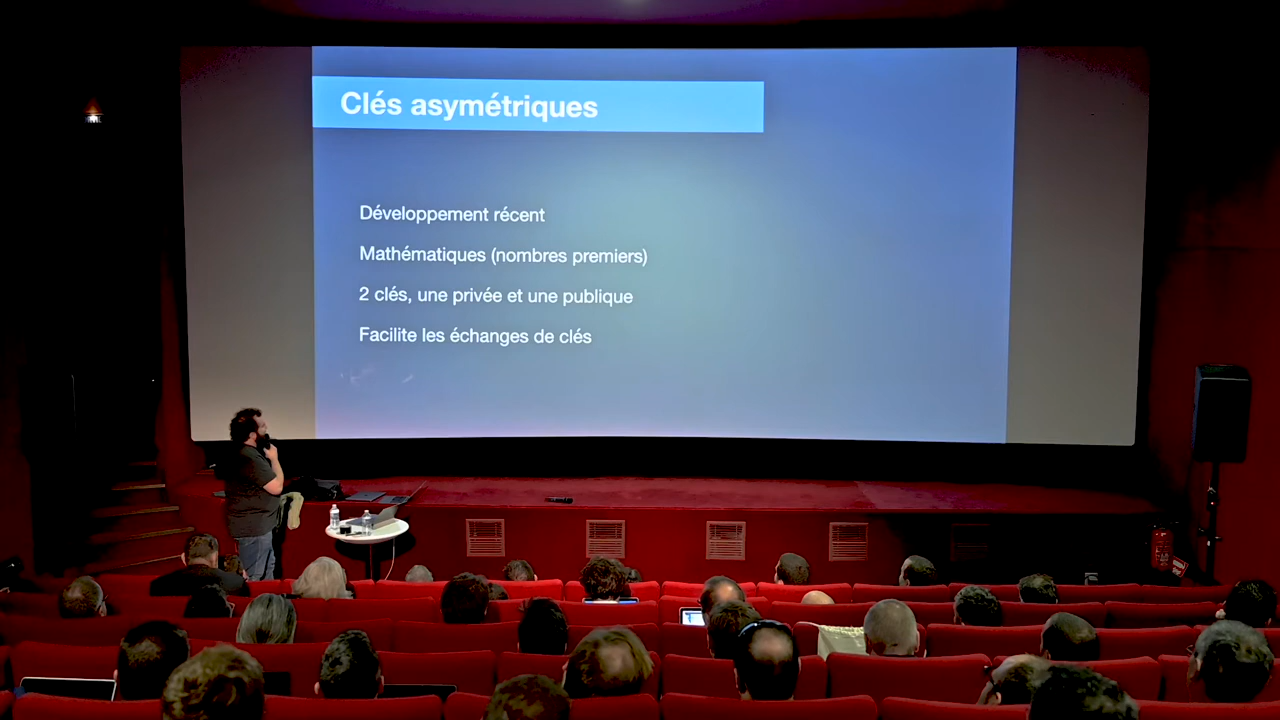 Clés asymétriques
Développement récent
Mathématiques (nombres premiers)
2 clés, une privée et une publique
Facilite les échanges de clés